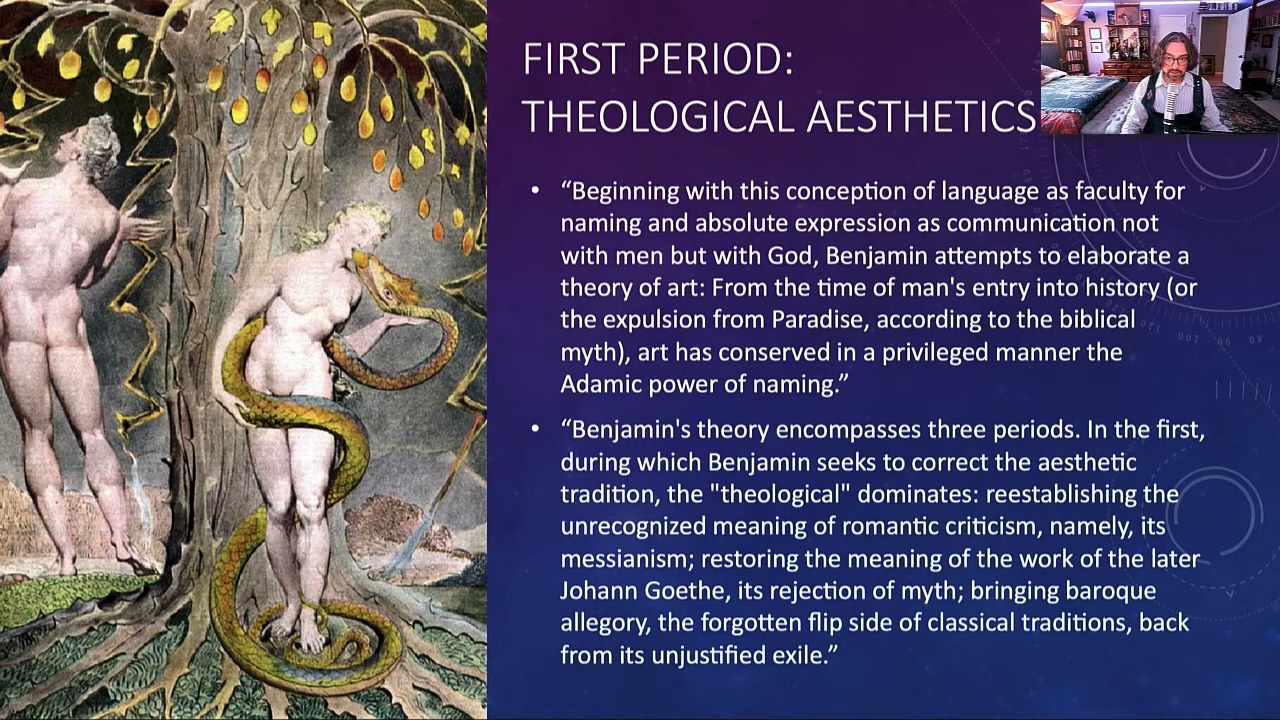 FIRST PERIOD:
THEOLOGICAL AESTHETICS
• “Beginning with this conception of language as faculty for
naming and absolute expression as communication not
with men but with God, Benjamin attempts to elaborate a
theory of art: From the time of man's entry into history (or
the expulsion from Paradise, according to the biblical
myth), art has conserved in a privileged manner the
Adamic power of naming.”
• “Benjamin's theory encompasses three periods. In the first,
during which Benjamin seeks to correct the aesthetic
tradition, the "theological" dominates: reestablishing the
unrecognized meaning of romantic criticism, namely, its
messianism; restoring the meaning of the work of the later
Johann Goethe, its rejection of myth; bringing baroque
allegory, the forgotten flip side of classical traditions, back
from its unjustified exile.”